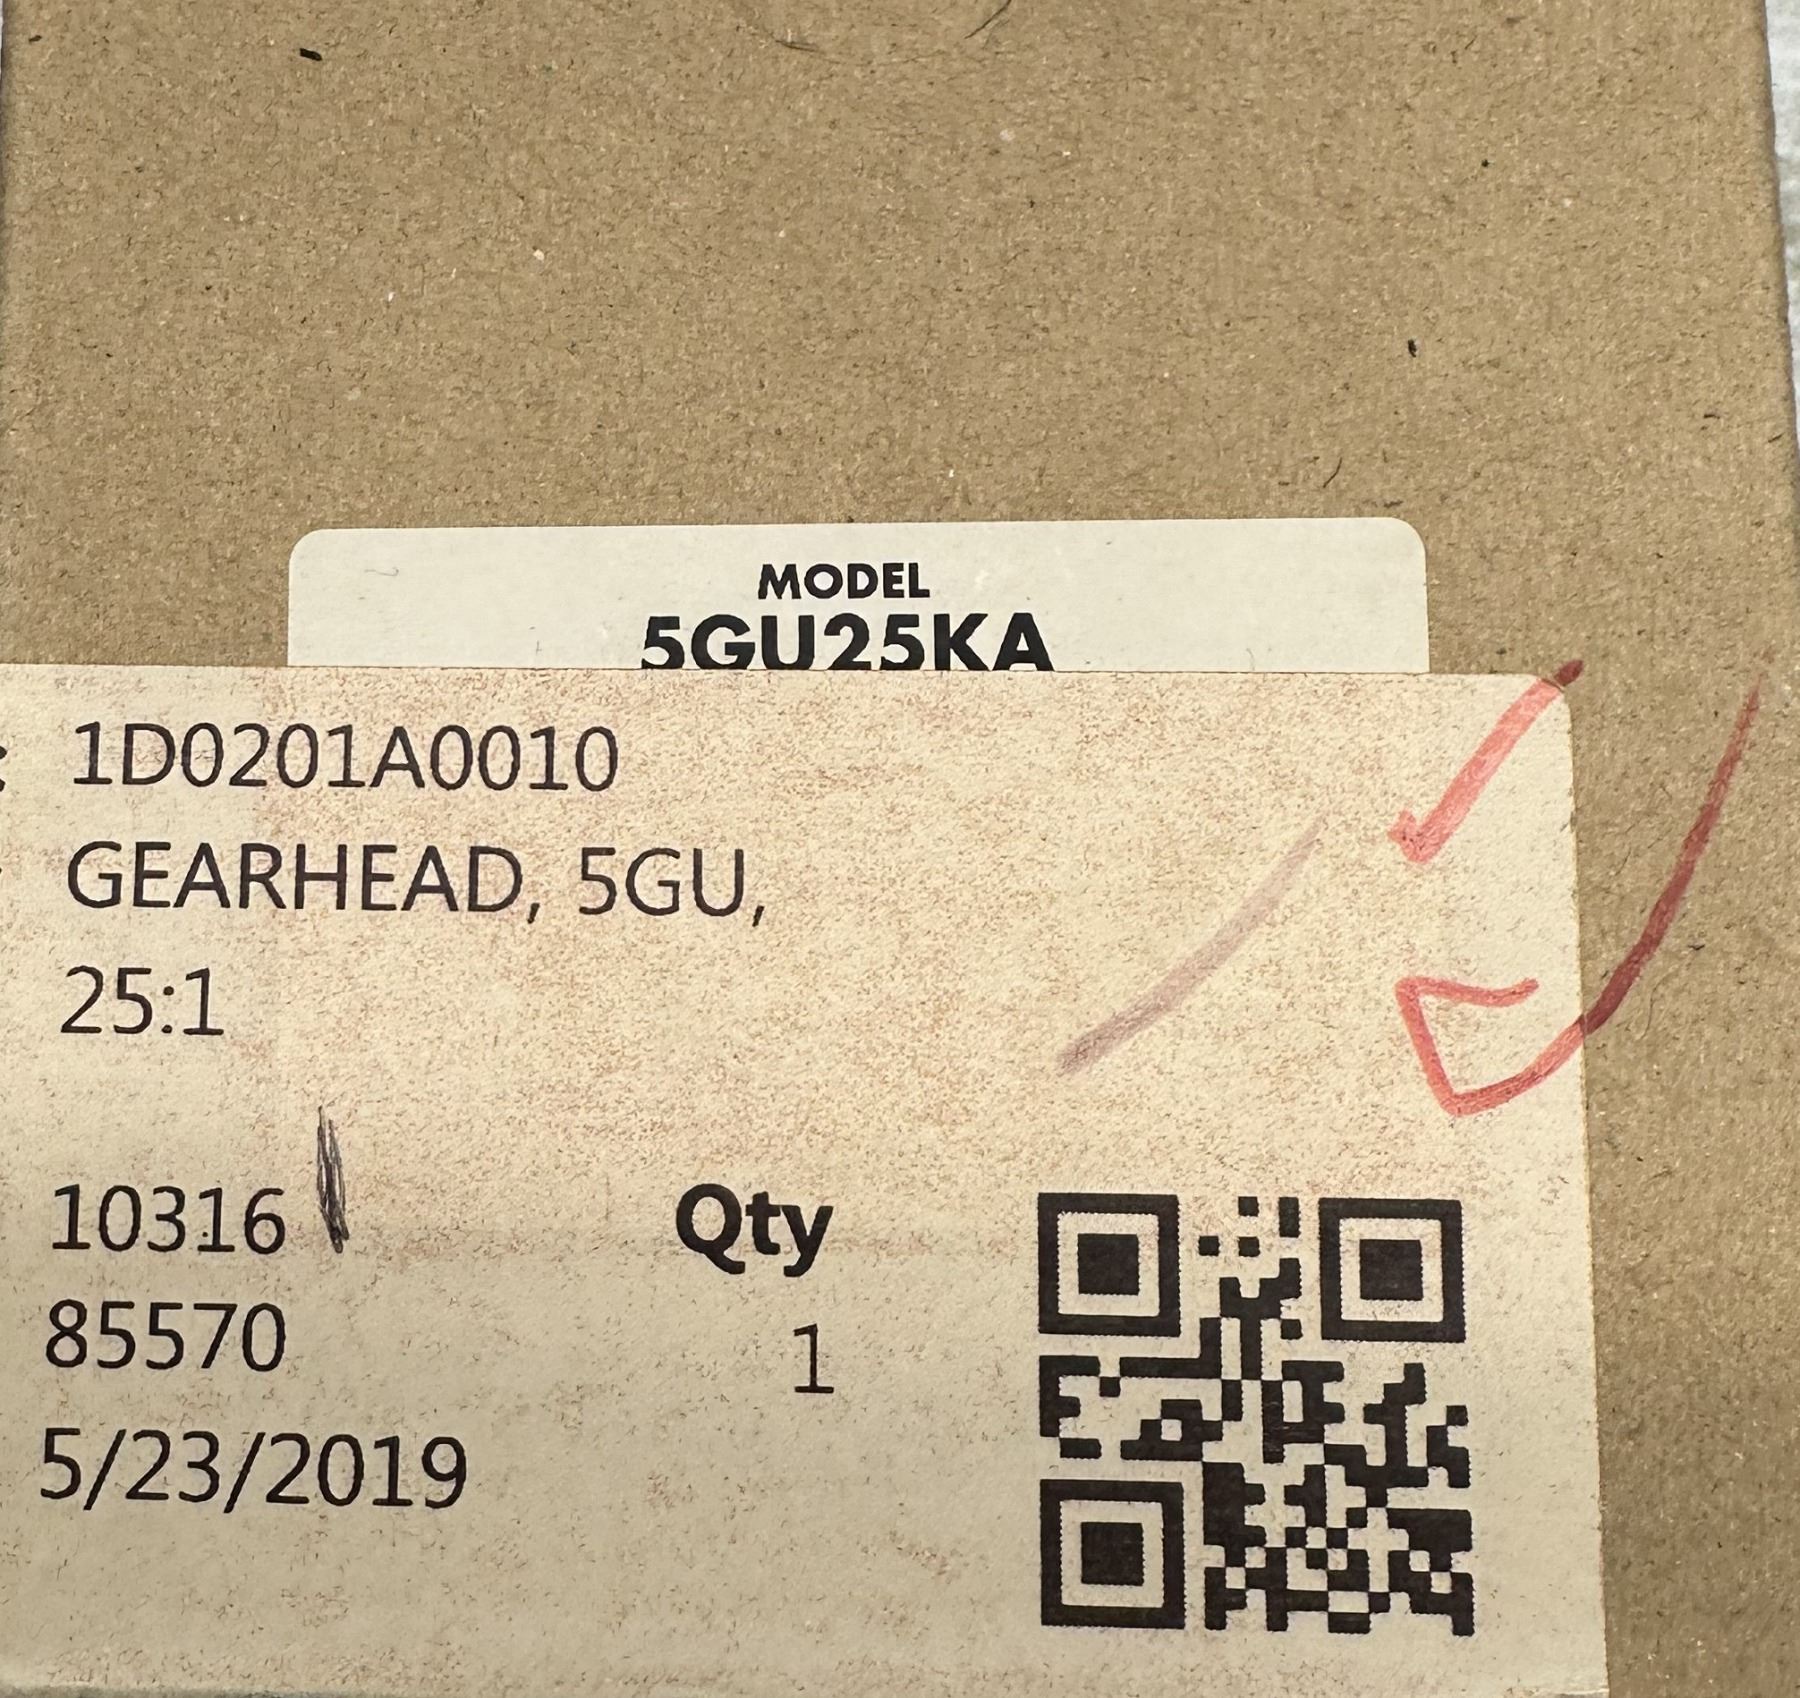 MODEL
5GU25KA
: 1D0201A0010
GEARHEAD, 5GU,
25:1
10316
Qty
85570
1
5/23/2019